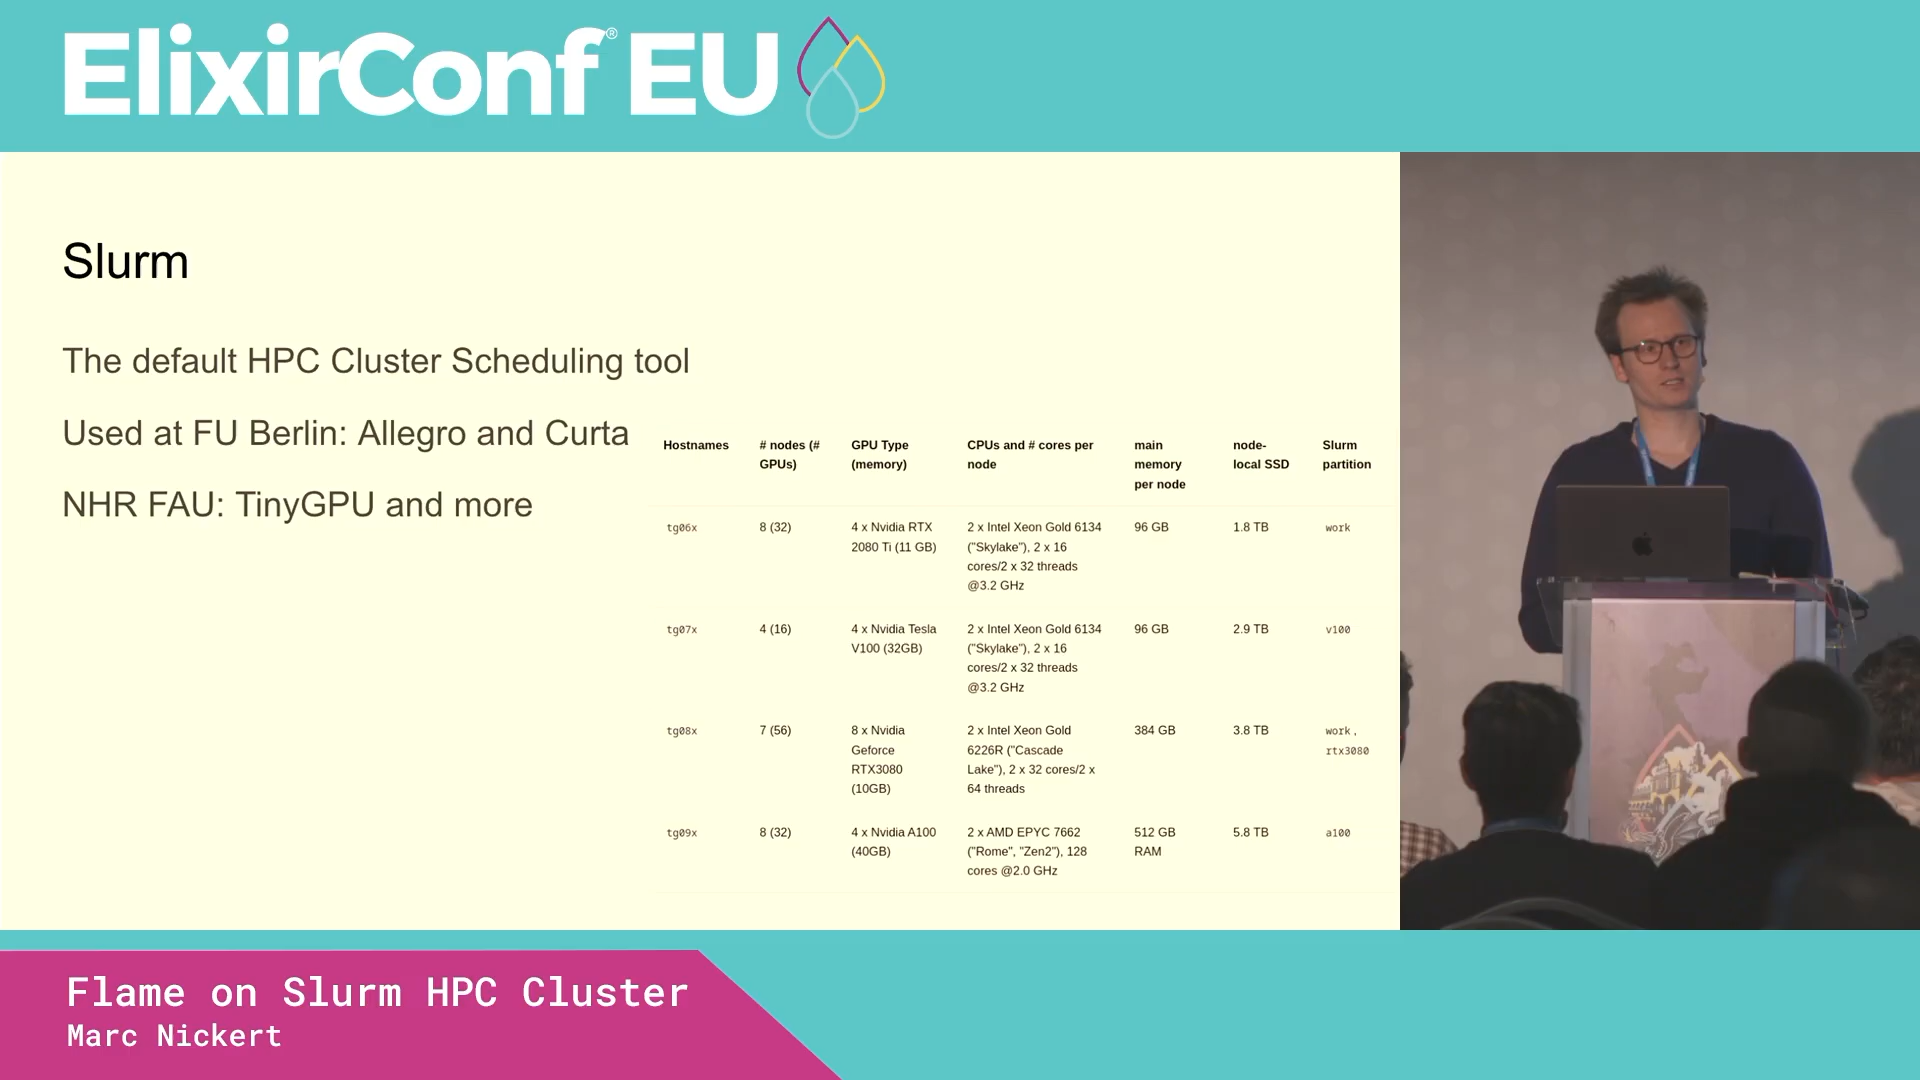 ElixirConf® EU
Slurm
The default HPC Cluster Scheduling tool
Used at FU Berlin: Allegro and Curta
NHR FAU: TinyGPU and more
Hostnames
# nodes (#
GPUs)
GPU Type
(memory)
CPUs and # cores per
node
main
memory
per node
node-
local SSD
Slurm
partition
tg06x
8 (32)
4 x Nvidia RTX
2080 Ti (11 GB)
2 x Intel Xeon Gold 6134
("Skylake"), 2 x 16
cores/2 x 32 threads
@3.2 GHz
96 GB
1.8 TB
work
tg07x
4 (16)
4 x Nvidia Tesla
V100 (32GB)
2 x Intel Xeon Gold 6134
("Skylake"), 2 x 16
cores/2 x 32 threads
@3.2 GHz
96 GB
2.9 TB
v100
tg08x
7 (56)
8 x Nvidia
Geforce
RTX3080
(10GB)
2 x Intel Xeon Gold
6226R ("Cascade
Lake"), 2 x 32 cores/2 x
64 threads
384 GB
3.8 TB
work,
rtx3080
tg09x
8 (32)
4 x Nvidia A100
(40GB)
2 x AMD EPYC 7662
("Rome", "Zen2"), 128
cores @2.0 GHz
512 GB
RAM
5.8 TB
a100
Flame on Slurm HPC Cluster
Marc Nickert